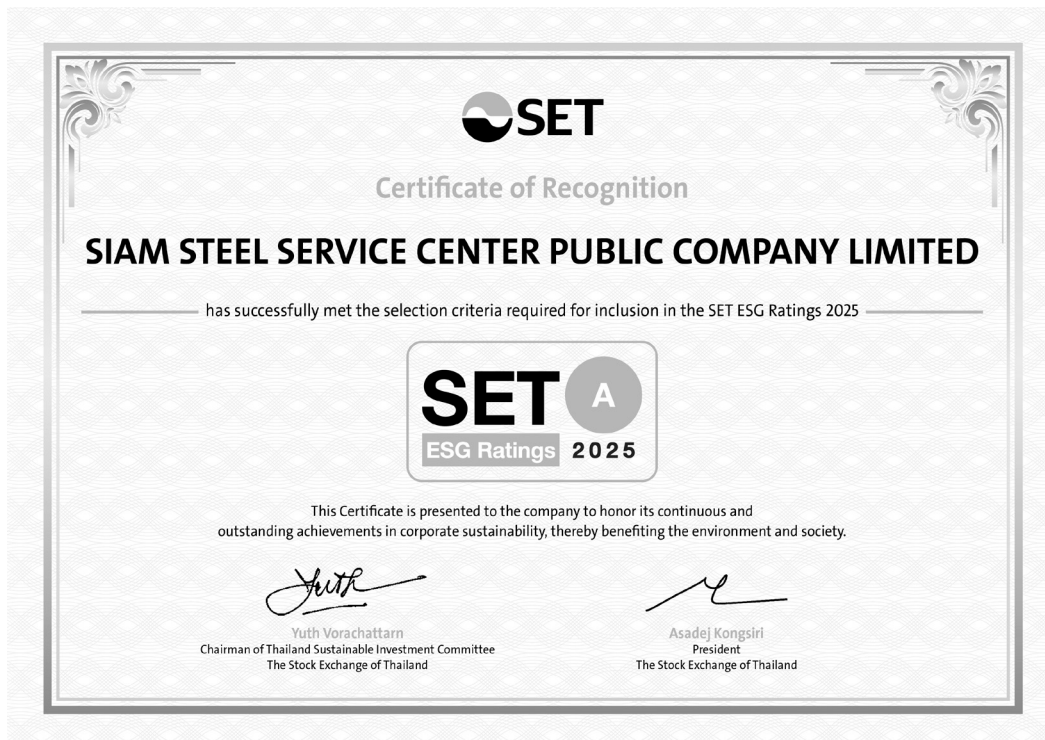 SET
Certificate of Recognition
SIAM STEEL SERVICE CENTER PUBLIC COMPANY LIMITED
has successfully met the selection criteria required for inclusion in the SET ESG Ratings 2025
SET A
ESG Ratings 2025
This Certificate is presented to the company to honor its continuous and
outstanding achievements in corporate sustainability, thereby benefiting the environment and society.
Yuth
Yuth Vorachattarn
Chairman of Thailand Sustainable Investment Committee
The Stock Exchange of Thailand
Asadej Kongsiri
President
The Stock Exchange of Thailand